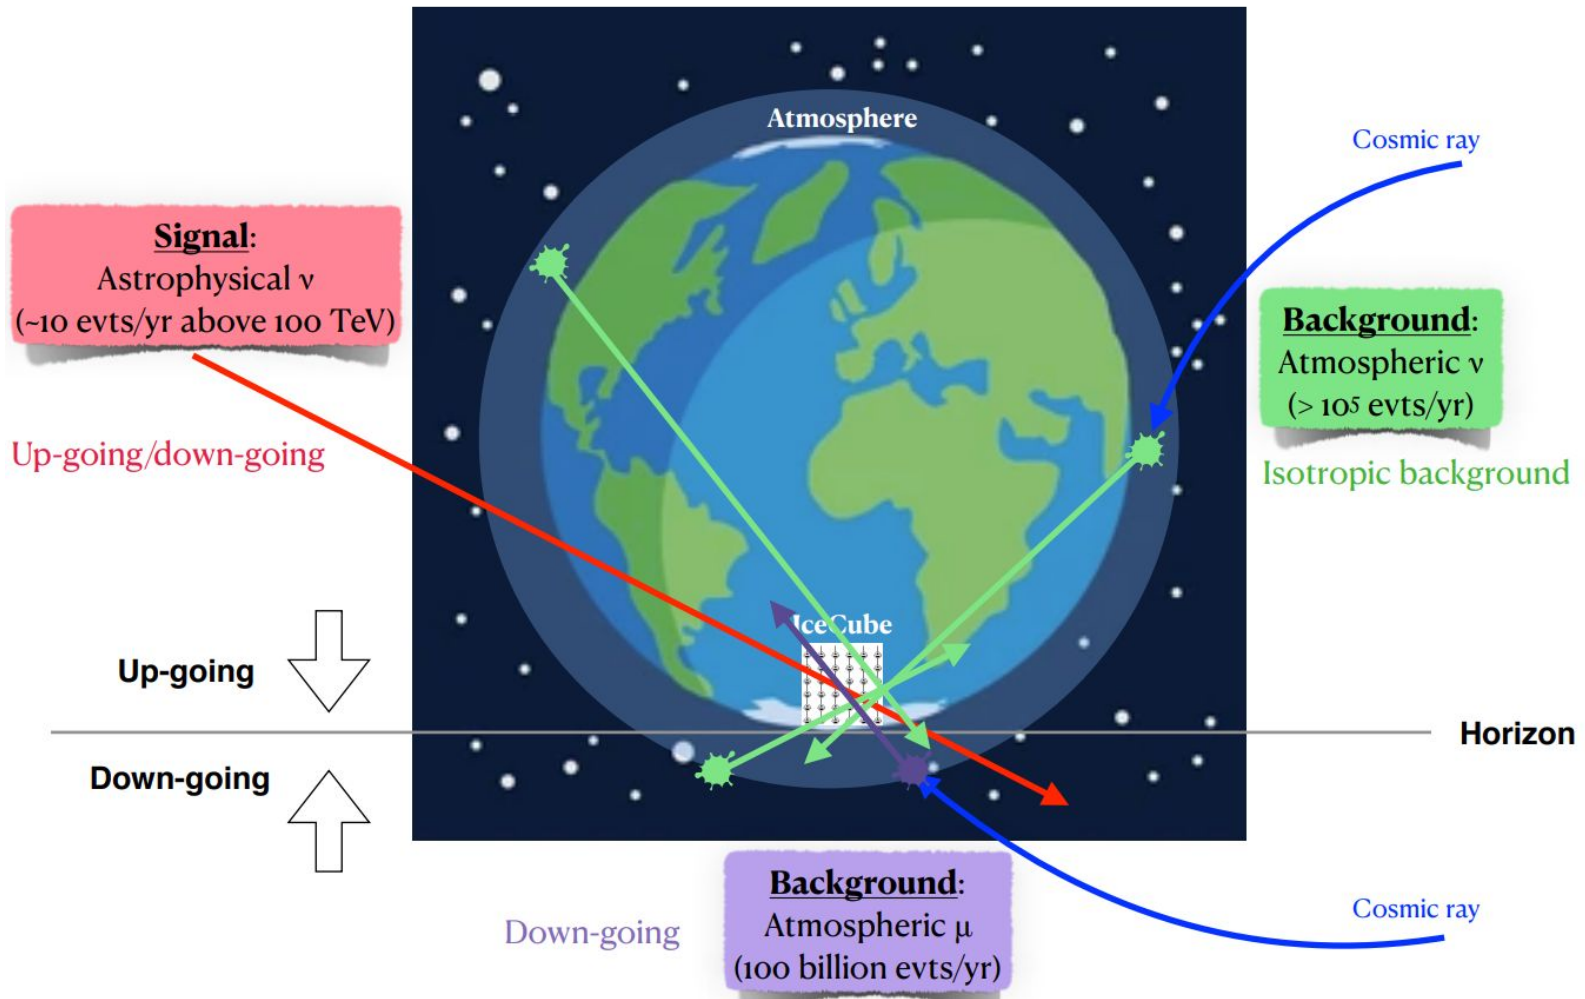 Atmosphere
Cosmic ray
Signal:
Astrophysical ν
(~10 evts/yr above 100 TeV)
Background:
Atmospheric ν
(> 10⁵ evts/yr)
Up-going/down-going
Isotropic background
IceCube
Up-going
Horizon
Down-going
Background:
Atmospheric μ
(100 billion evts/yr)
Down-going
Cosmic ray